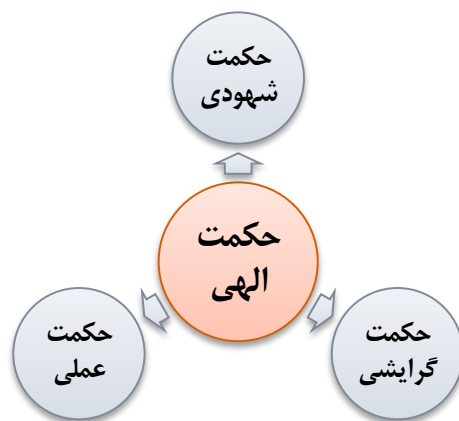 حکمت
شهودی
حکمت
الهی
حکمت
گرایشی
حکمت
عملی